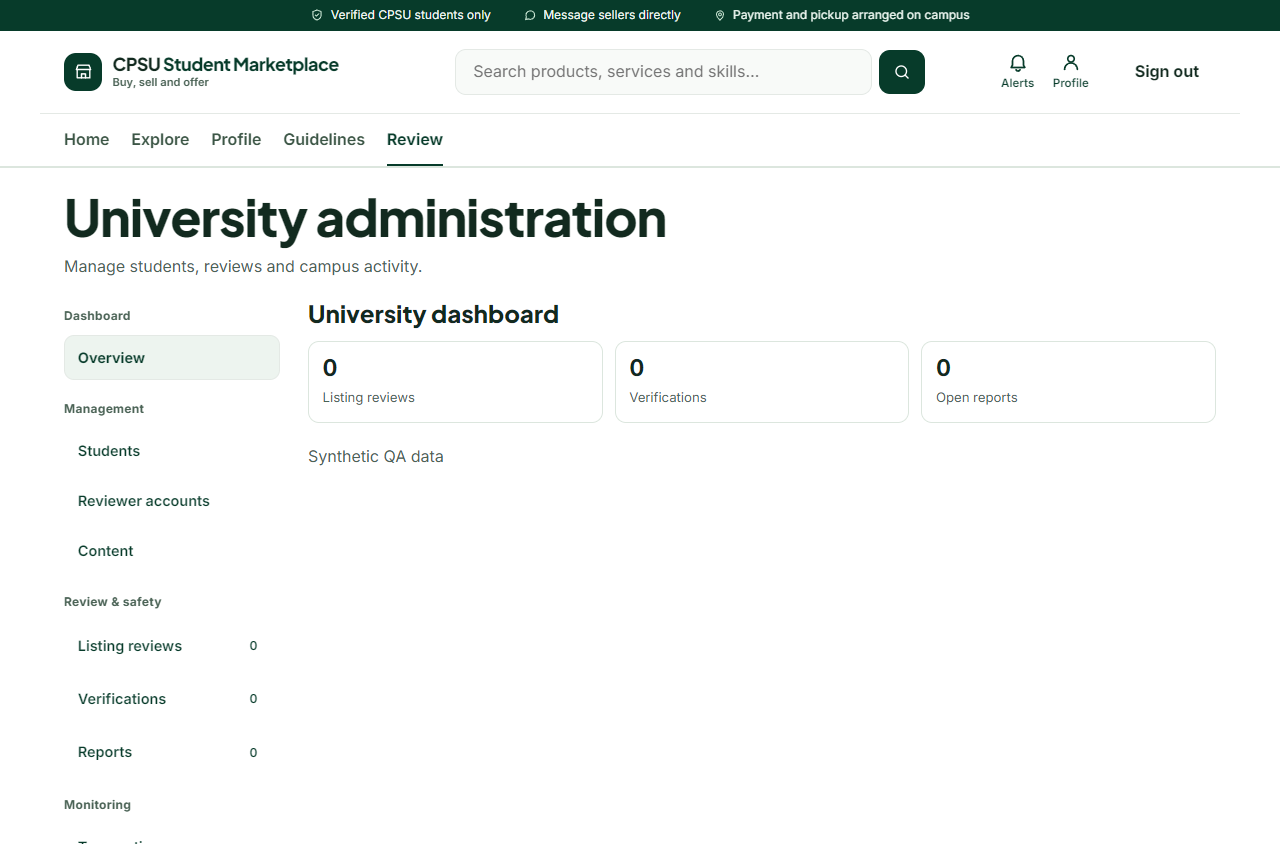 Verified CPSU students only
Message sellers directly
Payment and pickup arranged on campus
CPSU Student Marketplace
Buy, sell and offer
Search products, services and skills...
Alerts
Profile
Sign out
Home
Explore
Profile
Guidelines
Review
University administration
Manage students, reviews and campus activity.
Dashboard
Overview
Management
Students
Reviewer accounts
Content
Review & safety
Listing reviews 0
Verifications 0
Reports 0
Monitoring
University dashboard
0
Listing reviews
0
Verifications
0
Open reports
Synthetic QA data